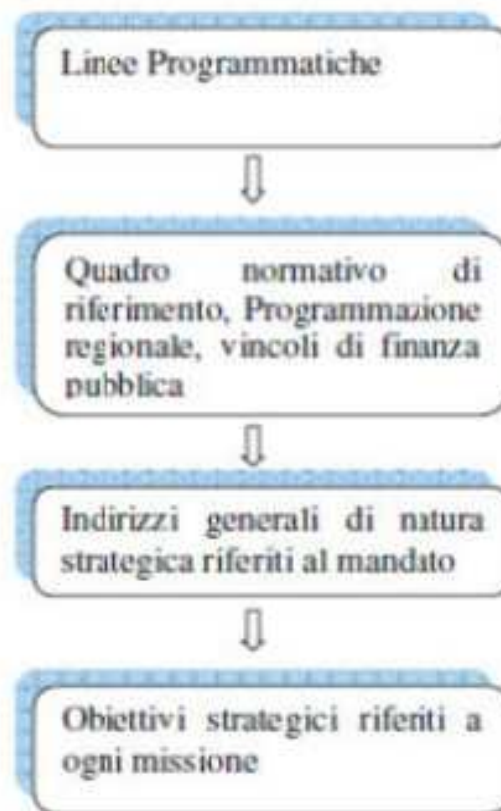 Linee Programmatiche
Quadro normativo di
riferimento, Programmazione
regionale, vincoli di finanza
pubblica
Indirizzi generali di natura
strategica riferiti al mandato
Obiettivi strategici riferiti a
ogni missione